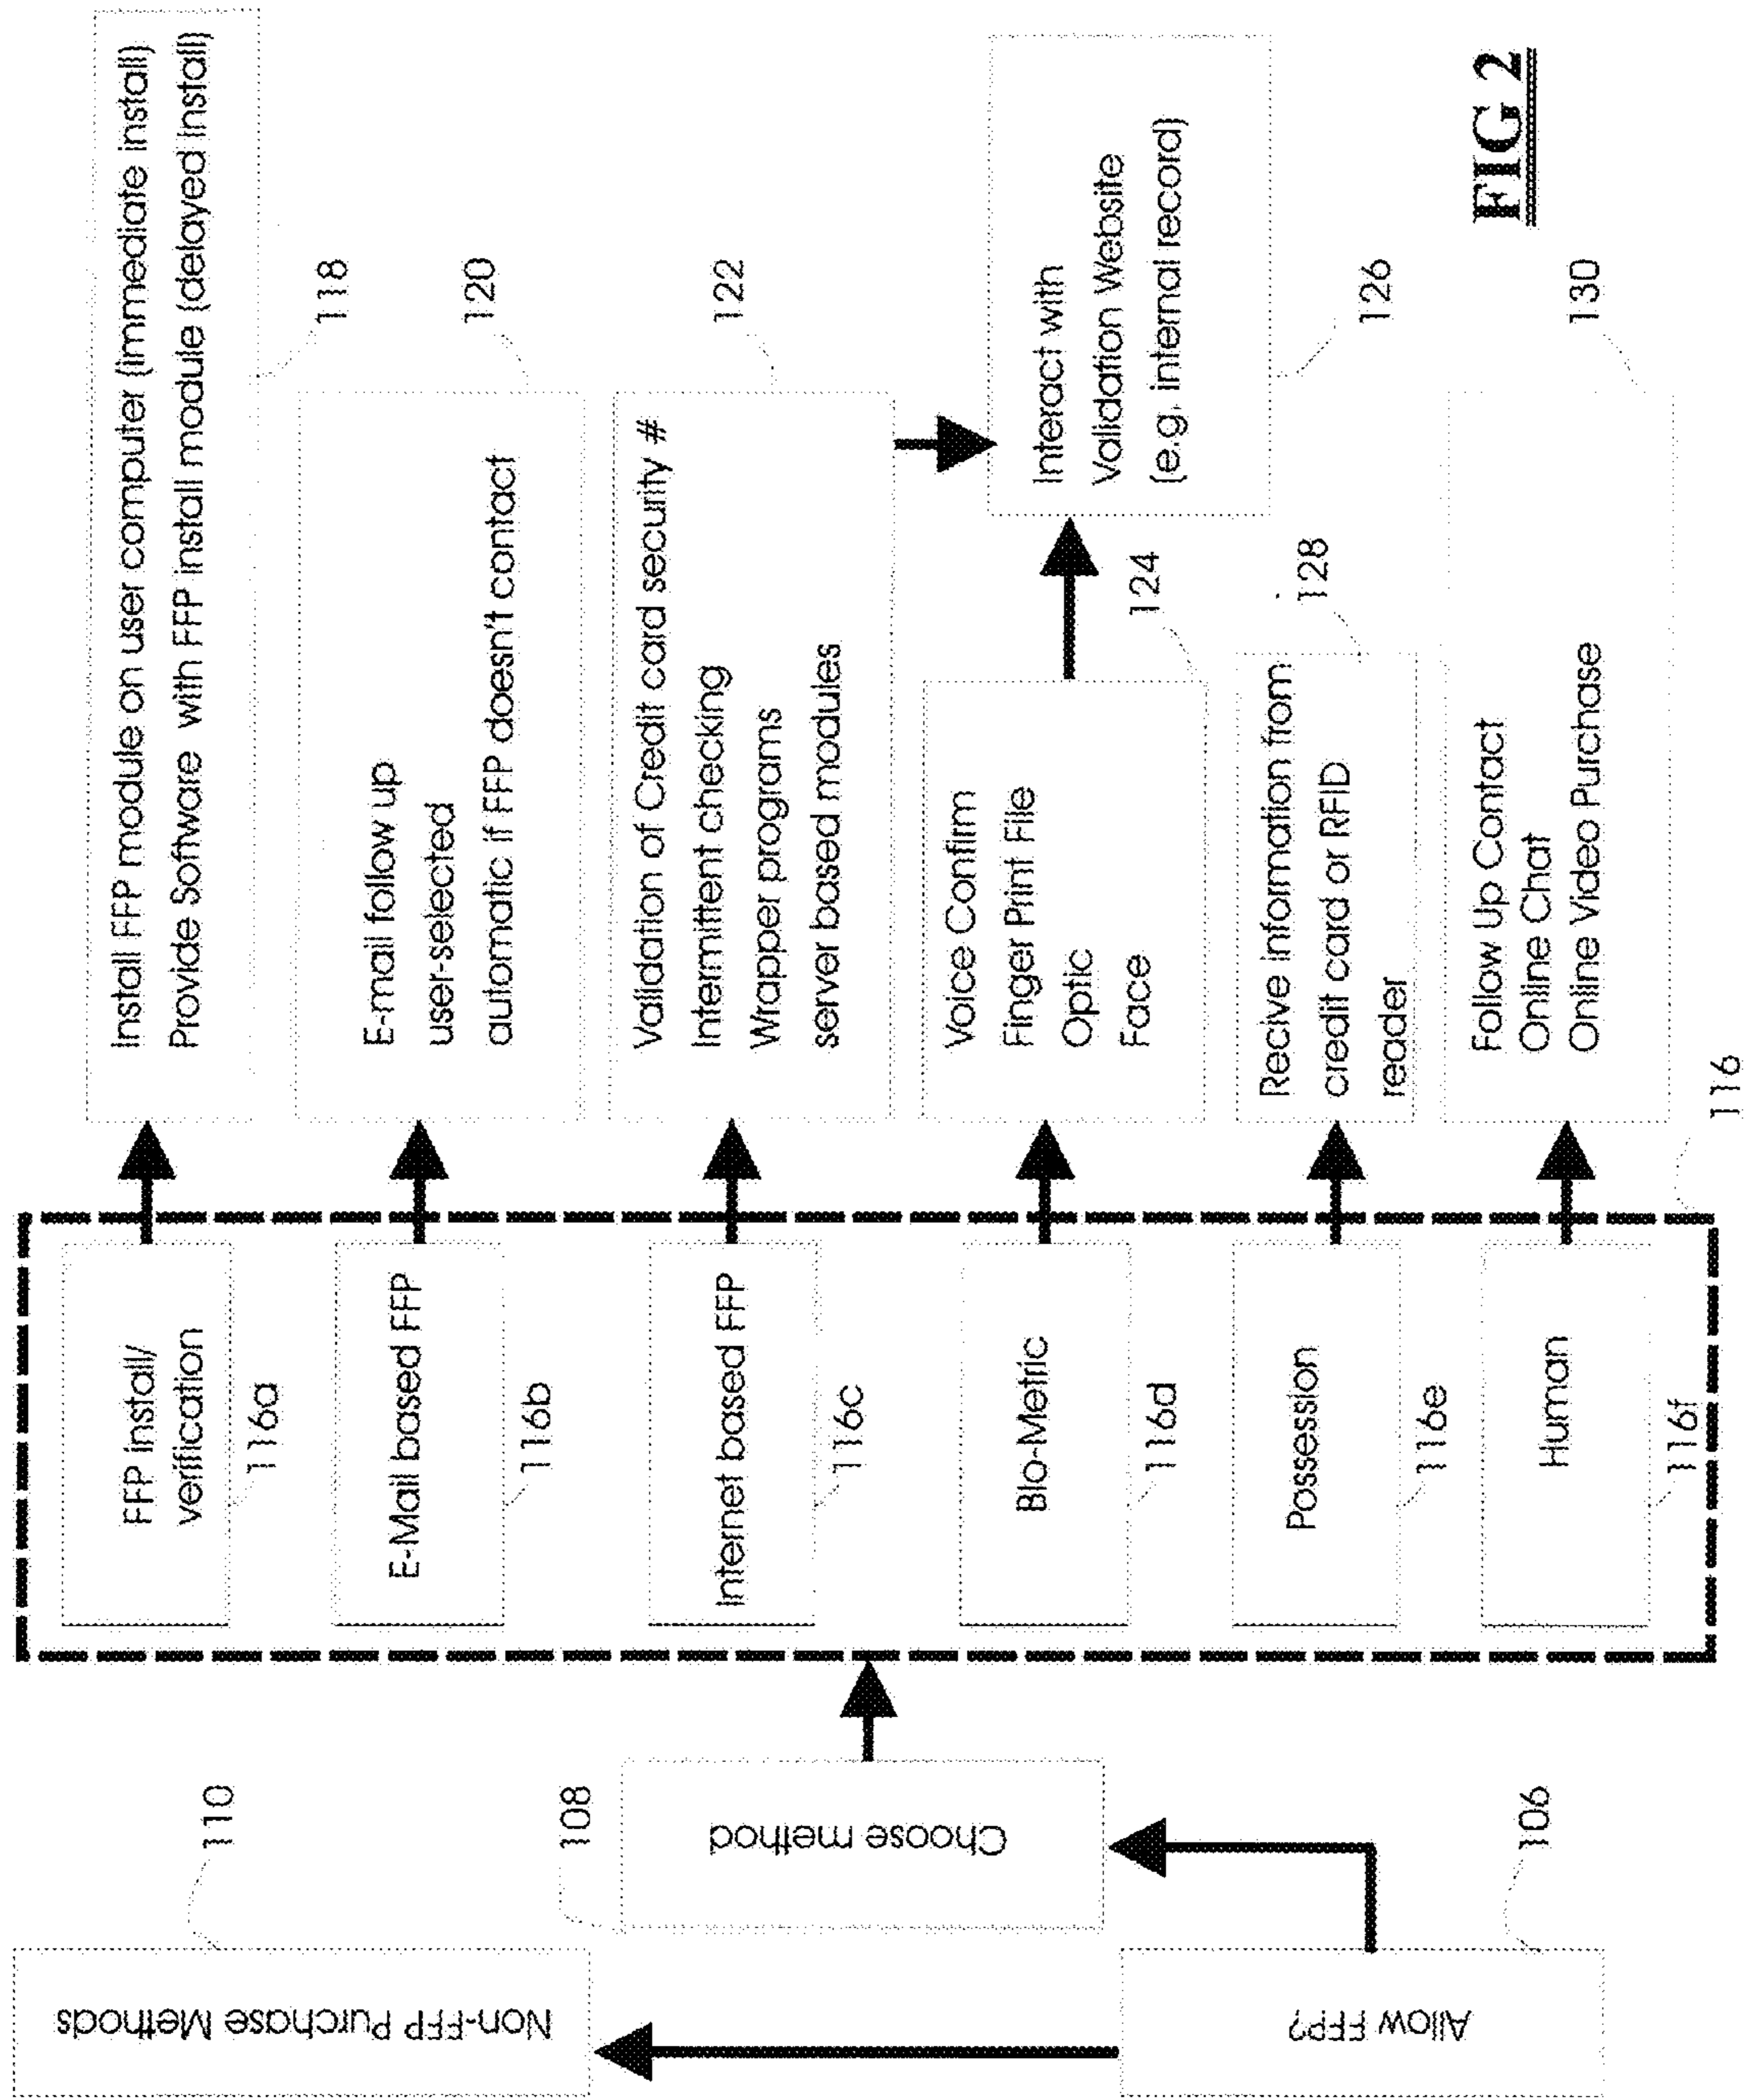 Non-FFP Purchase Methods
110
Allow FFP?
106
Choose method
108
FFP install/
verification
116a
E-Mail based FFP
116b
Internet based FFP
116c
Bio-Metric
116d
Possession
116e
Human
116f
116
Install FFP module on user computer (immediate install)
Provide Software with FFP install module (delayed install)
118
E-mail follow up
user-selected
automatic if FFP doesn't contact
120
Validation of Credit card security #
Intermittent checking
Wrapper programs
server based modules
122
Voice Confirm
Finger Print File
Optic
Face
124
Interact with
Validation Website
(e.g. internal record)
126
Recive information from
credit card or RFID
reader
128
Follow Up Contact
Online Chat
Online Video Purchase
130
FIG 2